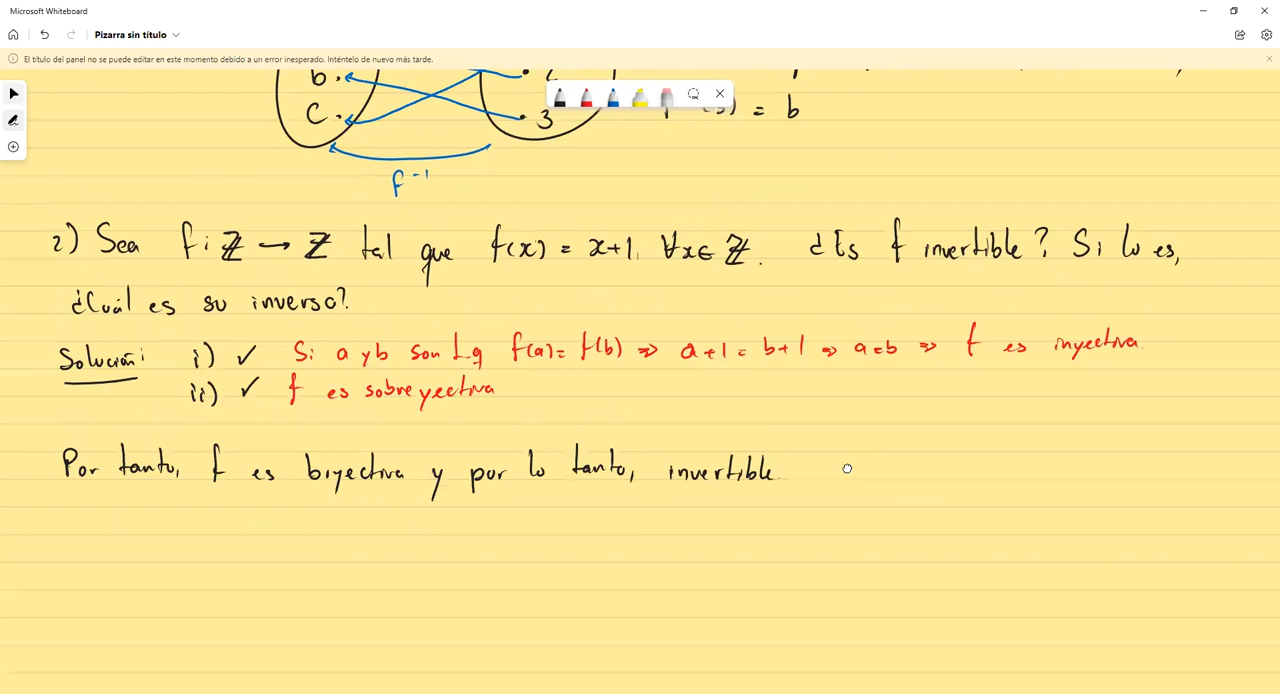 Microsoft Whiteboard
Pizarra sin título
El título del panel no se puede editar en este momento debido a un error inesperado. Inténtelo de nuevo más tarde.
b.
c.
3 = b
f⁻¹
2) Sea f: ℤ → ℤ tal que f(x) = x+1, ∀x∈ ℤ. ¿Es f invertible? Si lo es,
¿Cuál es su inversa?
Solución: i) ✓ Si a y b son tq f(a) = f(b) ⇒ a+1 = b+1 ⇒ a=b ⇒ f es inyectiva.
ii) ✓ f es sobreyectiva
Por tanto, f es biyectiva y por lo tanto, invertible.